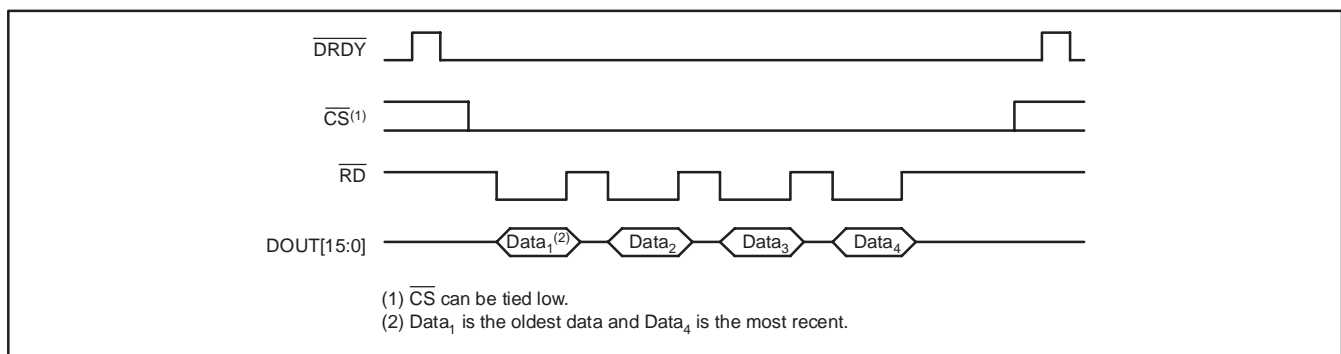 DRDY
CS(1)
RD
DOUT[15:0]
Data1(2)
Data2
Data3
Data4
(1) CS can be tied low.
(2) Data1 is the oldest data and Data4 is the most recent.